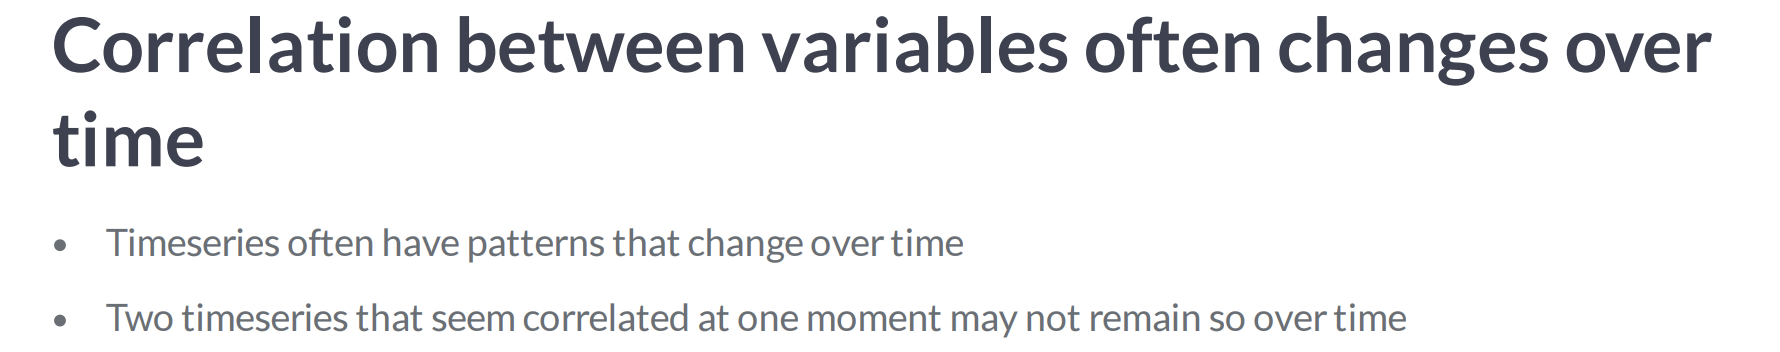 Correlation between variables often changes over
time
• Timeseries often have patterns that change over time
• Two timeseries that seem correlated at one moment may not remain so over time